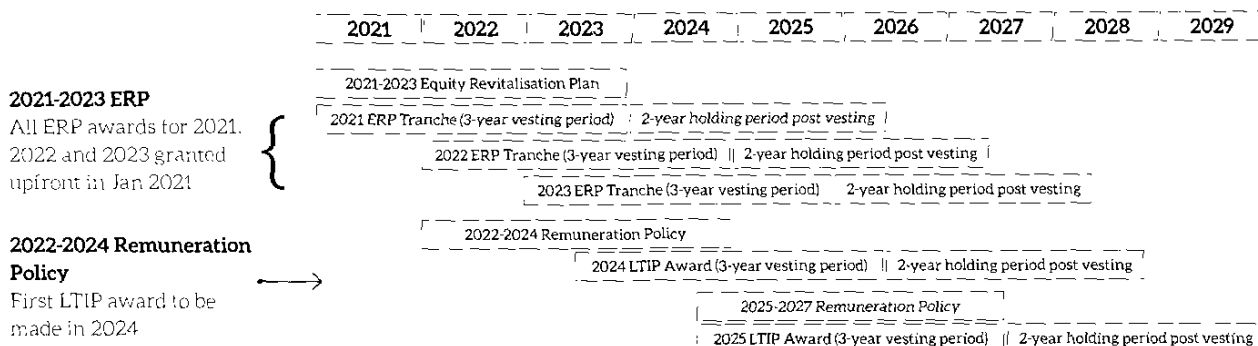 2021 2022 2023 2024 2025 2026 2027 2028 2029
2021-2023 Equity Revitalisation Plan
2021-2023 ERP
All ERP awards for 2021,
2022 and 2023 granted
upfront in Jan 2021
2021 ERP Tranche (3-year vesting period) 2-year holding period post vesting
2022 ERP Tranche (3-year vesting period) 2-year holding period post vesting
2023 ERP Tranche (3-year vesting period) 2-year holding period post vesting
2022-2024 Remuneration
Policy
First LTIP award to be
made in 2024
2022-2024 Remuneration Policy
2024 LTIP Award (3-year vesting period) 2-year holding period post vesting
2025-2027 Remuneration Policy
2025 LTIP Award (3-year vesting period) 2-year holding period post vesting